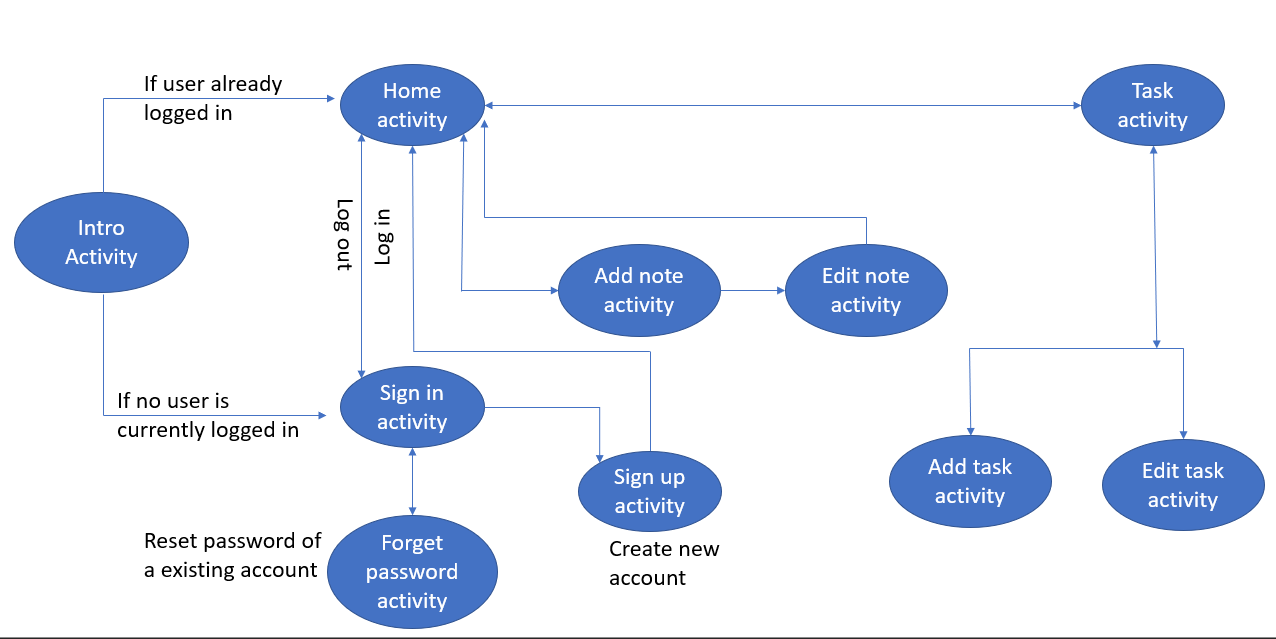 If user already
logged in
Home
activity
Task
activity
Intro
Activity
Log out
Log in
Add note
activity
Edit note
activity
If no user is
currently logged in
Sign in
activity
Sign up
activity
Create new
account
Add task
activity
Edit task
activity
Reset password of
a existing account
Forget
password
activity